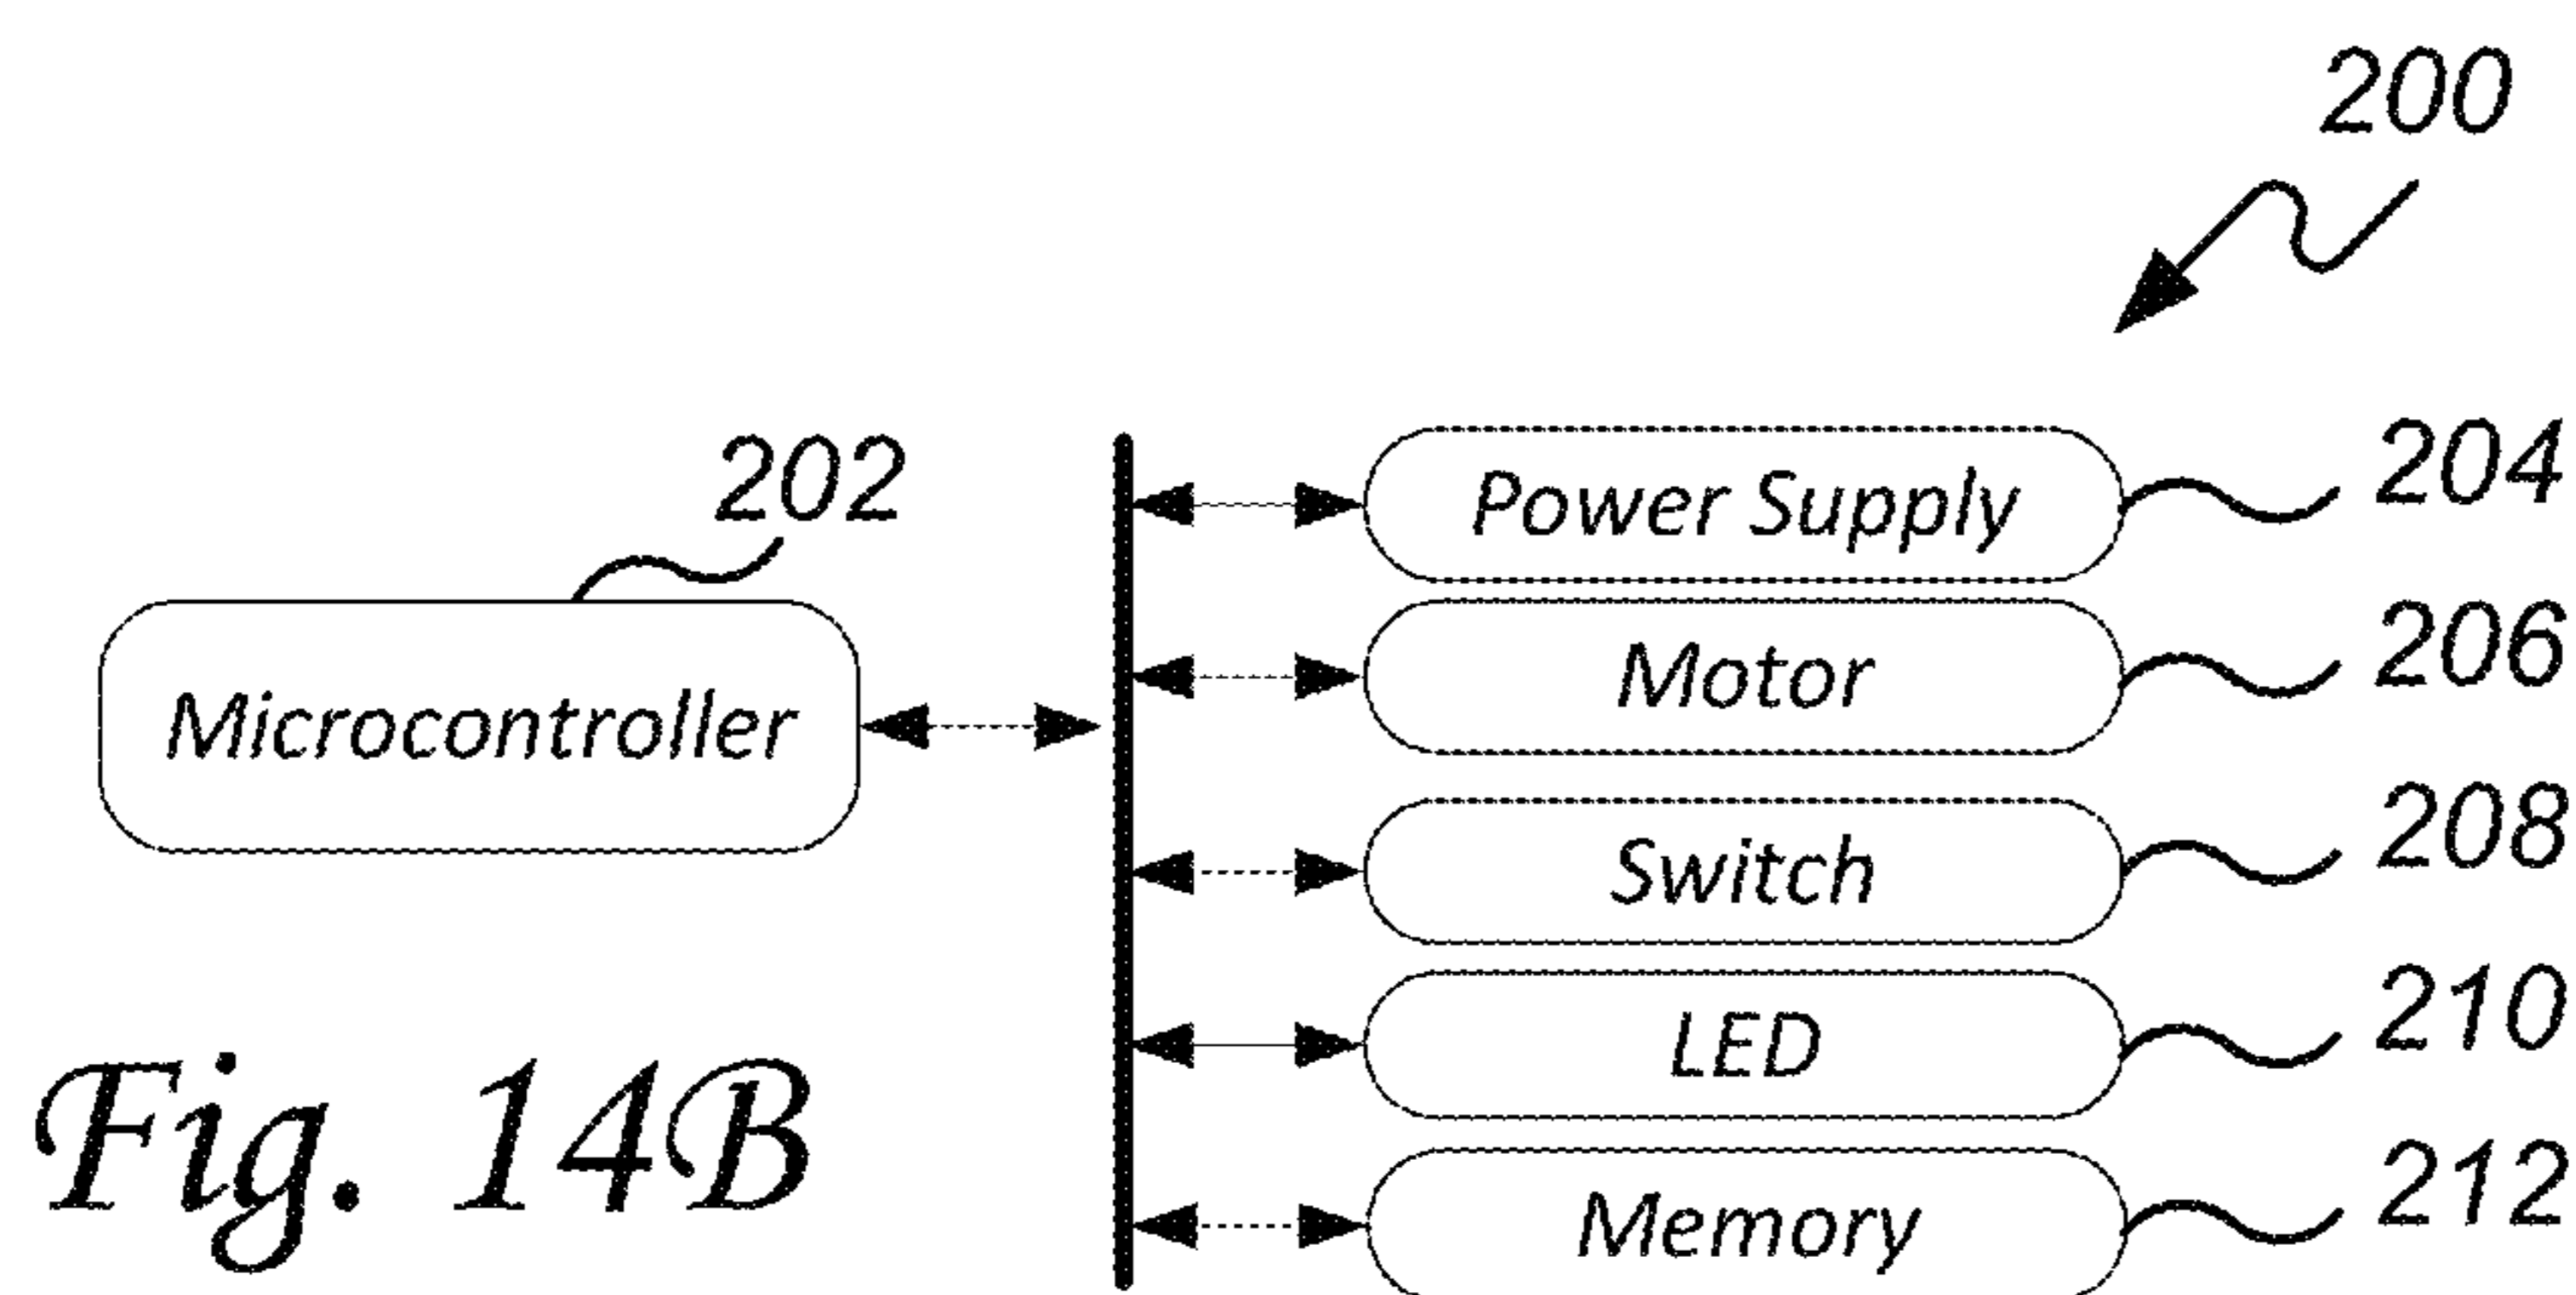 200
202
Microcontroller
Power Supply 204
Motor 206
Switch 208
LED 210
Memory 212
Fig. 14B